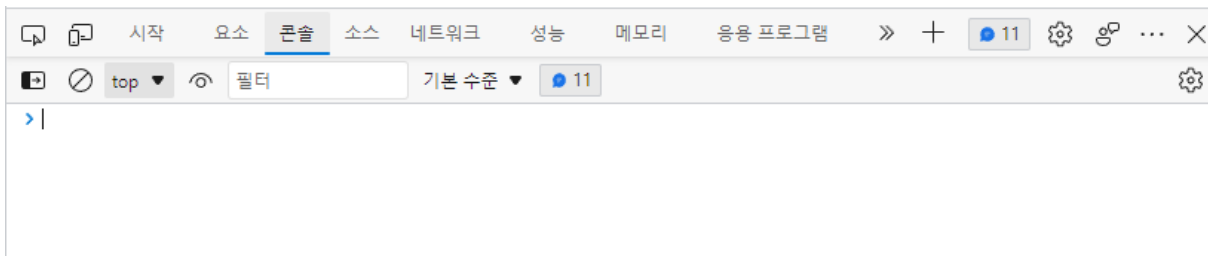 시작 요소 콘솔 소스 네트워크 성능 메모리 응용 프로그램 11
top 필터 기본 수준 11